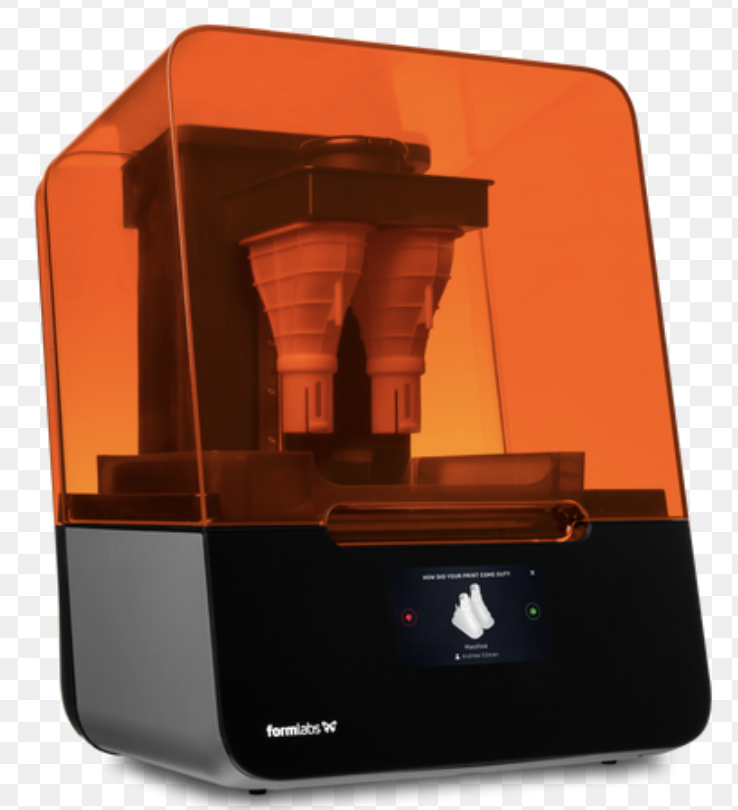 HOW DID YOUR PRINT COME OUT?
Manifold
formlabs